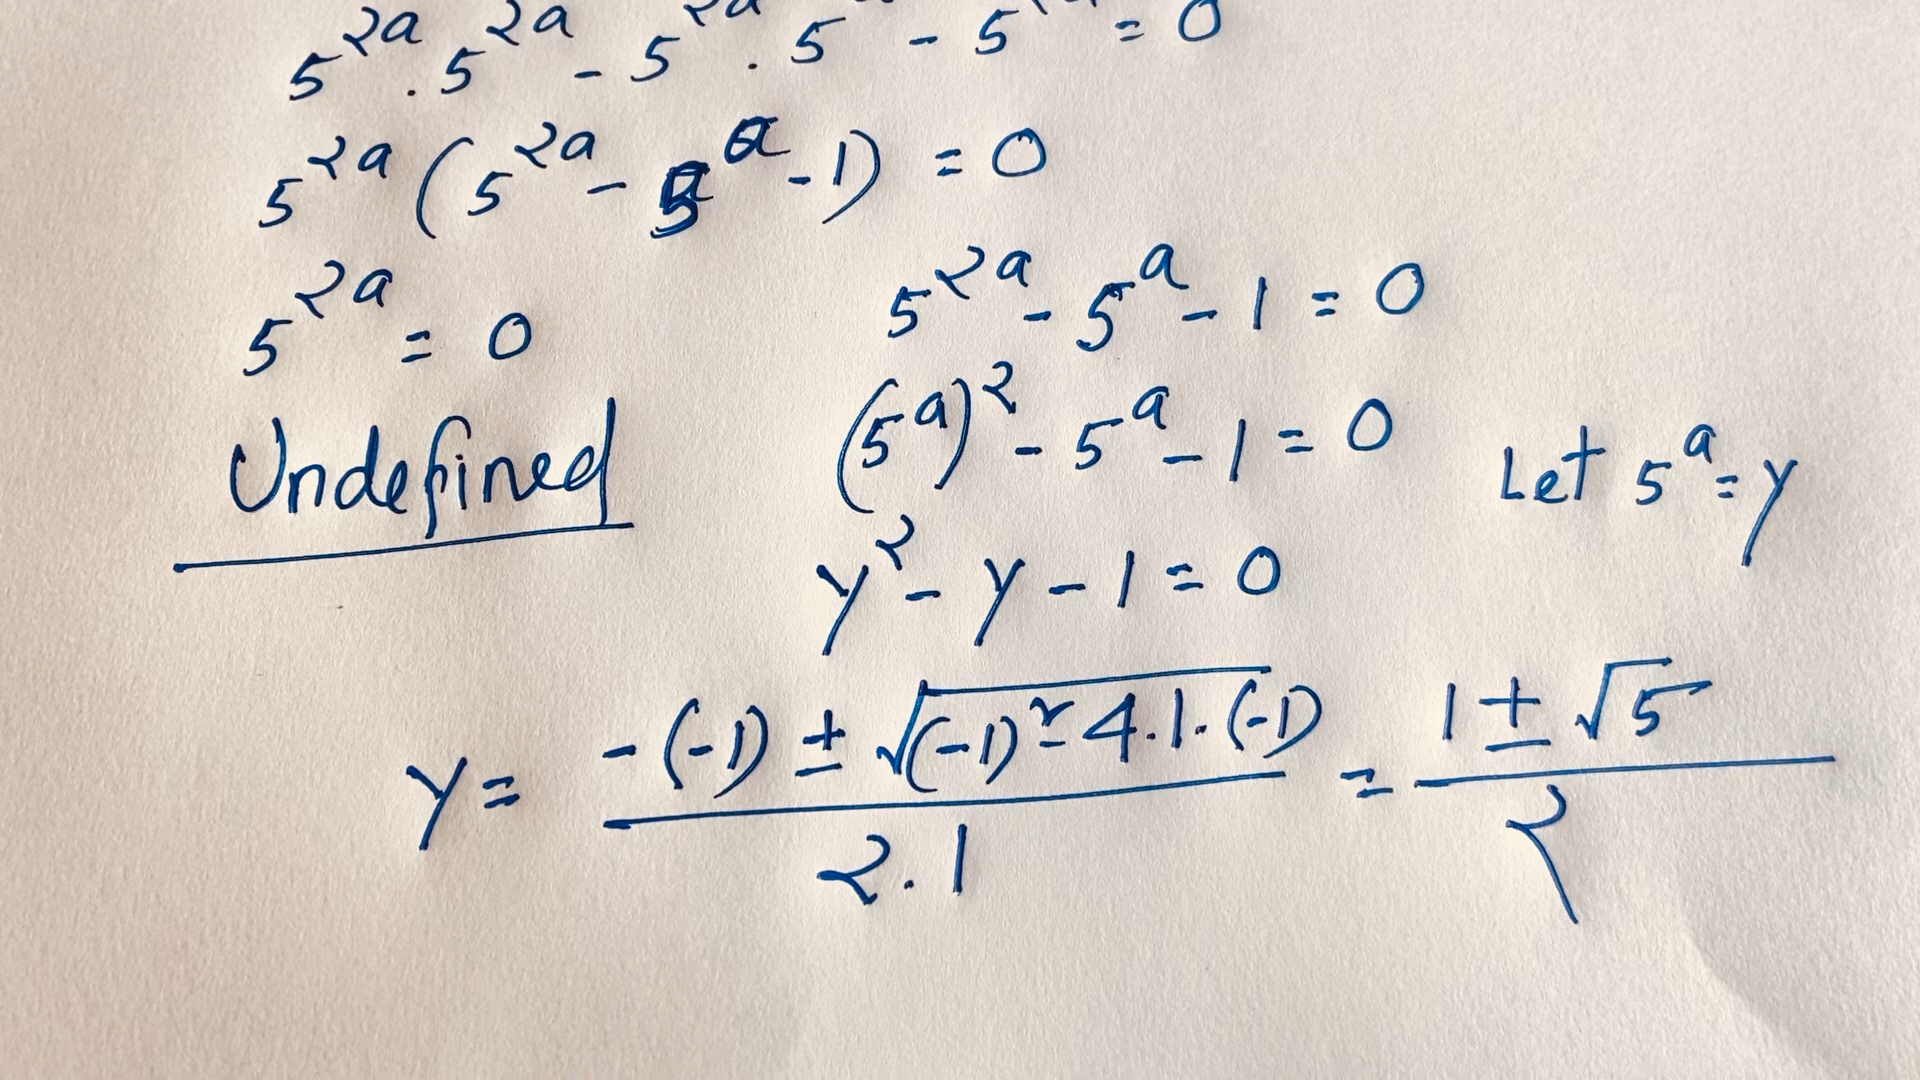 5^2a . 5^2a - 5^2a . 5^a - 5^2a = 0
5^2a (5^2a - 5^a - 1) = 0
5^2a = 0
5^2a - 5^a - 1 = 0
Undefined
(5^a)^2 - 5^a - 1 = 0 Let 5^a = y
y^2 - y - 1 = 0
y = (-(-1) ± √((-1)^2 - 4.1.(-1))) / 2.1 = (1 ± √5) / 2